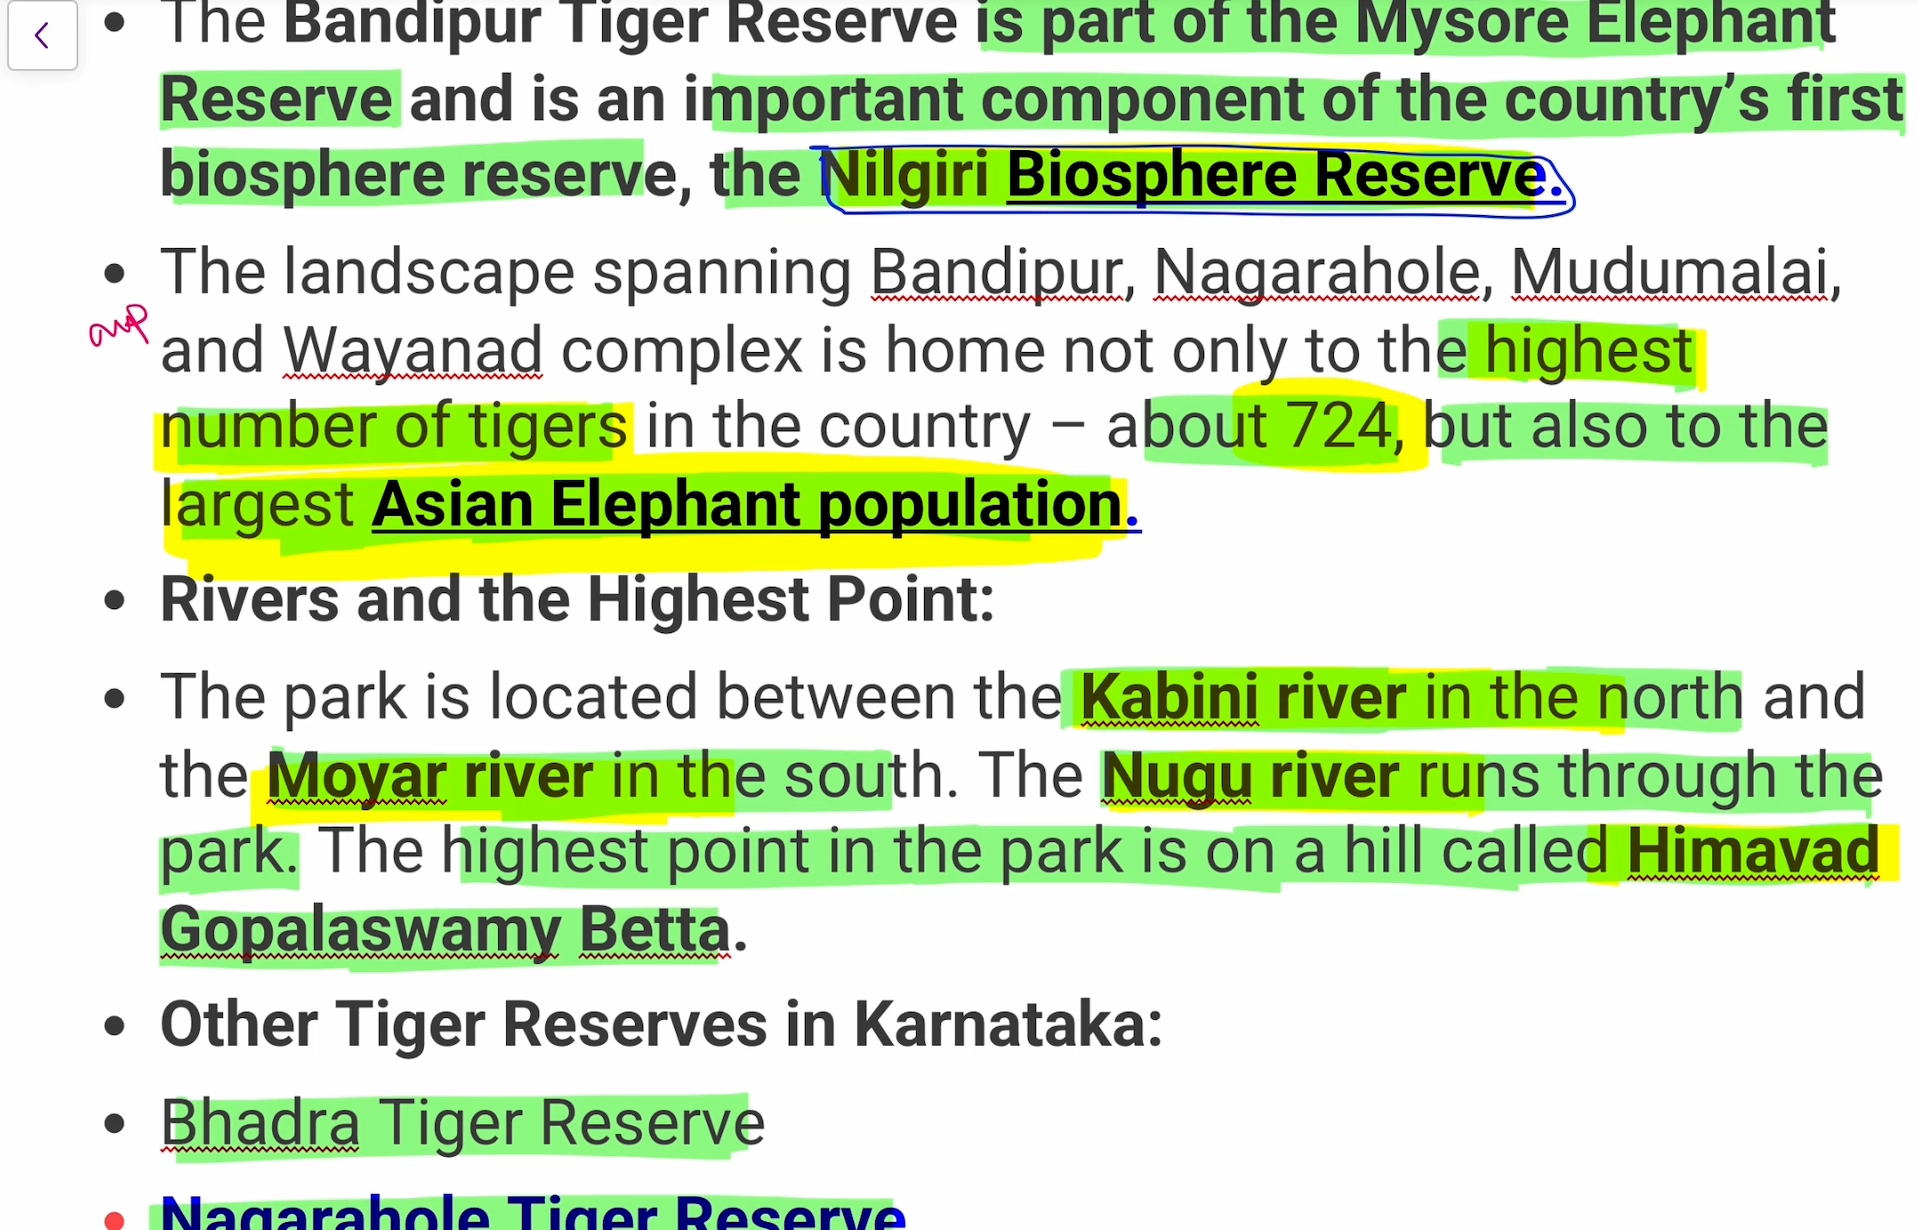 • The Bandipur Tiger Reserve is part of the Mysore Elephant
Reserve and is an important component of the country’s first
biosphere reserve, the Nilgiri Biosphere Reserve.
• The landscape spanning Bandipur, Nagarahole, Mudumalai,
and Wayanad complex is home not only to the highest
number of tigers in the country – about 724, but also to the
largest Asian Elephant population.
• Rivers and the Highest Point:
• The park is located between the Kabini river in the north and
the Moyar river in the south. The Nugu river runs through the
park. The highest point in the park is on a hill called Himavad
Gopalaswamy Betta.
• Other Tiger Reserves in Karnataka:
• Bhadra Tiger Reserve
• Nagarahole Tiger Reserve